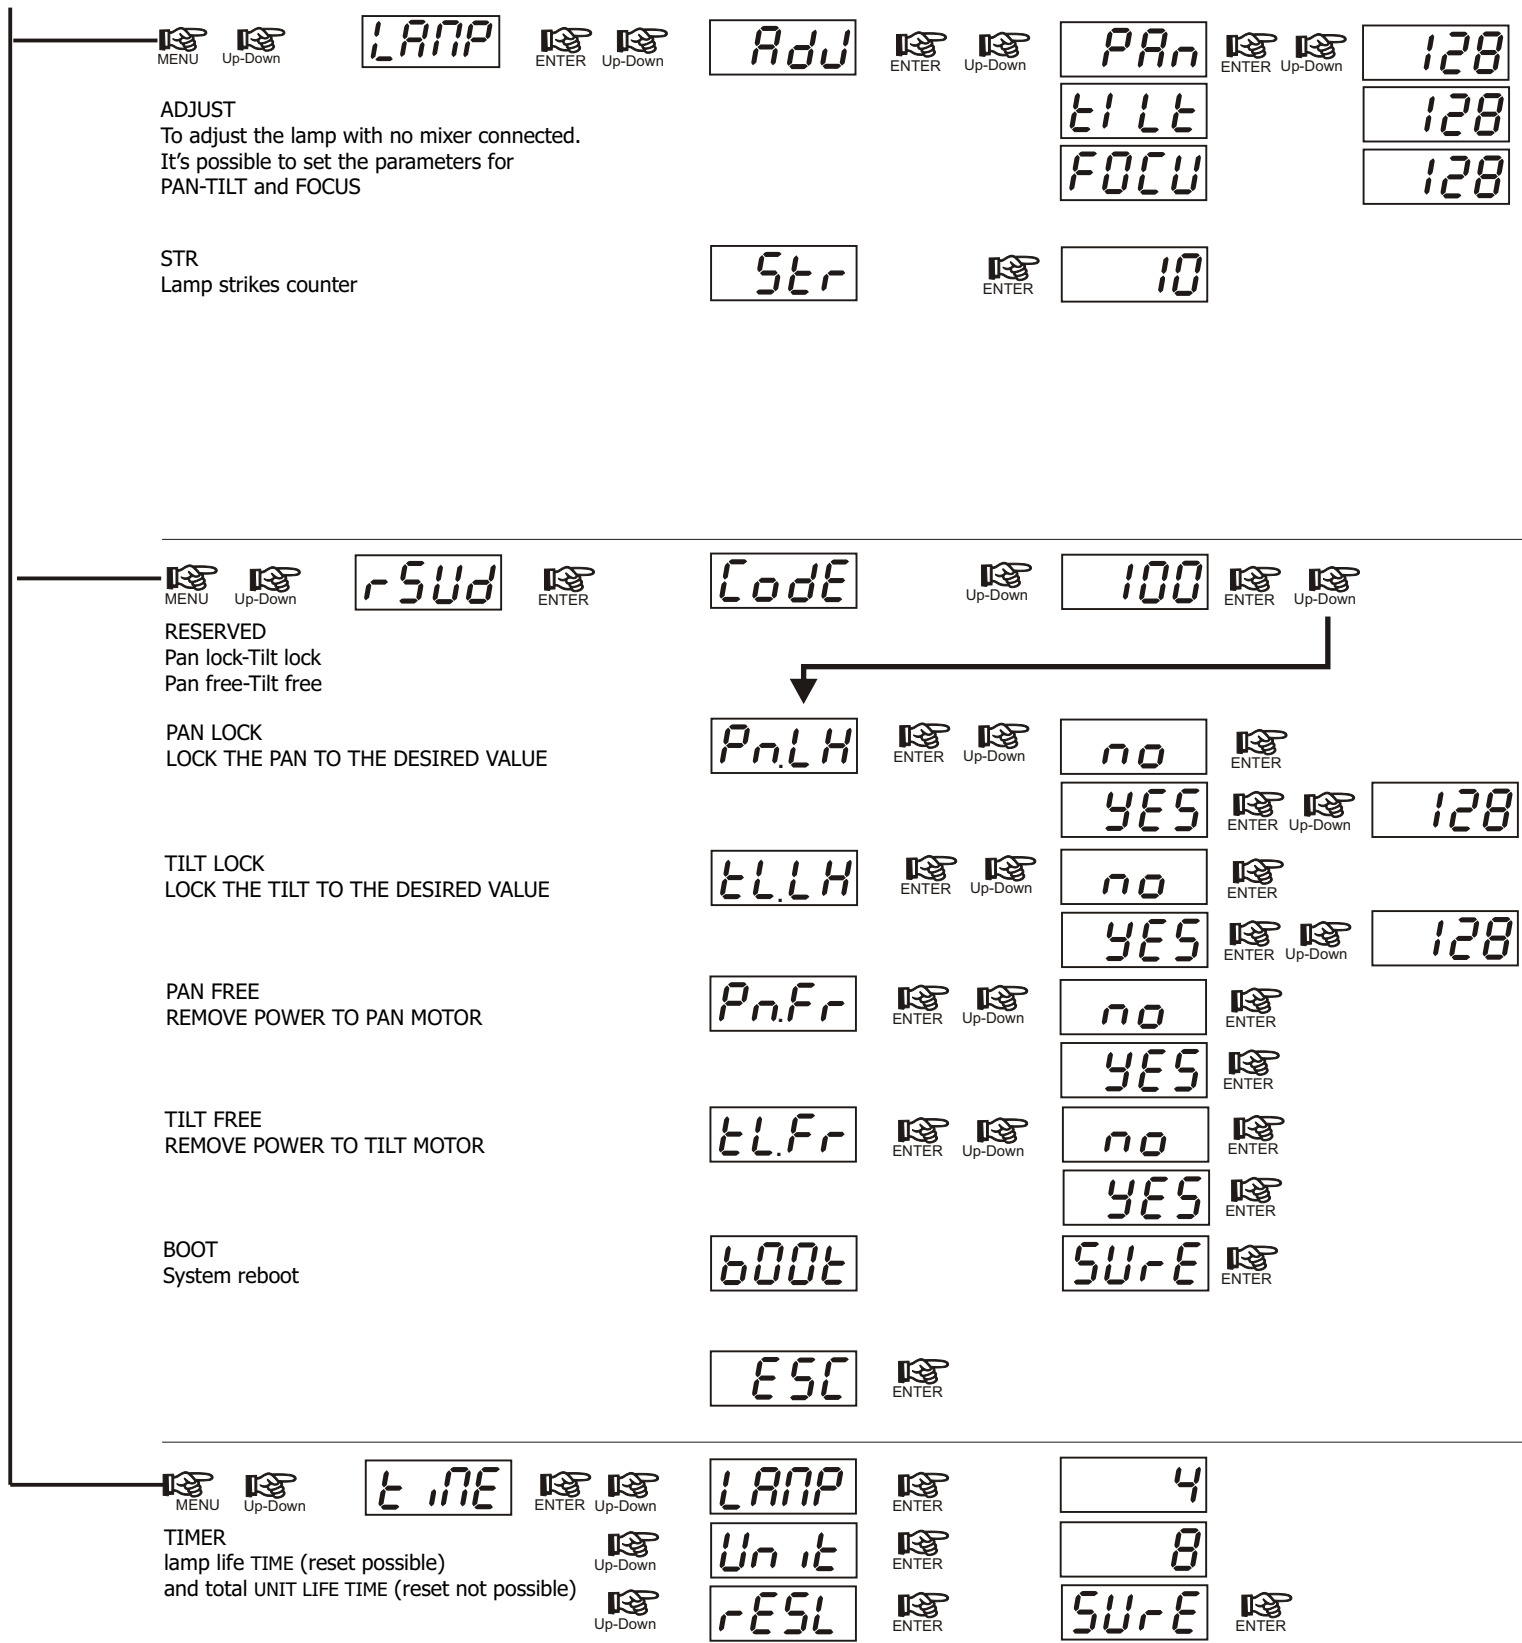 LAMP AdJ PAn 128
MENU Up-Down ENTER Up-Down ENTER Up-Down ENTER Up-Down
ADJUST
To adjust the lamp with no mixer connected.
It's possible to set the parameters for
PAN-TILT and FOCUS
tILt 128
FOCU 128
STR
Lamp strikes counter
Str ENTER 10
rSUd CodE 100
MENU Up-Down ENTER Up-Down ENTER Up-Down
RESERVED
Pan lock-Tilt lock
Pan free-Tilt free
PAN LOCK
LOCK THE PAN TO THE DESIRED VALUE
Pn.LH ENTER Up-Down no ENTER
YES ENTER Up-Down 128
TILT LOCK
LOCK THE TILT TO THE DESIRED VALUE
tL.LH ENTER Up-Down no ENTER
YES ENTER Up-Down 128
PAN FREE
REMOVE POWER TO PAN MOTOR
Pn.Fr ENTER Up-Down no ENTER
YES ENTER
TILT FREE
REMOVE POWER TO TILT MOTOR
tL.Fr ENTER Up-Down no ENTER
YES ENTER
BOOT
System reboot
bOOt SUrE ENTER
ESC ENTER
tiME LAMP 4
MENU Up-Down ENTER Up-Down ENTER
TIMER
lamp life TIME (reset possible)
and total UNIT LIFE TIME (reset not possible)
Up-Down Unit ENTER 8
Up-Down rESL ENTER SUrE ENTER